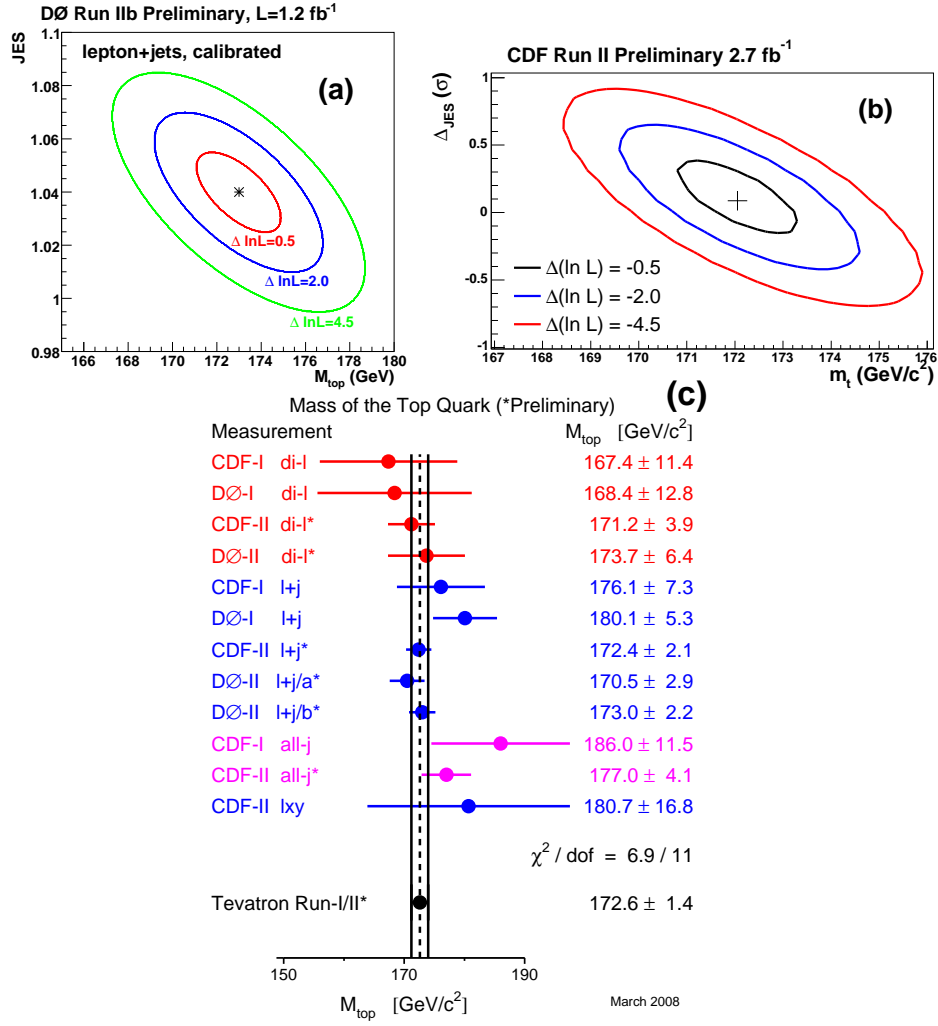 DØ Run IIb Preliminary, L=1.2 fb⁻¹
JES
lepton+jets, calibrated
(a)
1.1
1.08
1.06
1.04
1.02
1
0.98
Δ lnL=0.5
Δ lnL=2.0
Δ lnL=4.5
166 168 170 172 174 176 178 180
M_top (GeV)
CDF Run II Preliminary 2.7 fb⁻¹
Δ_JES (σ)
(b)
1
0.5
0
-0.5
-1
Δ(ln L) = -0.5
Δ(ln L) = -2.0
Δ(ln L) = -4.5
167 168 169 170 171 172 173 174 175 176
m_t (GeV/c²)
(c)
Mass of the Top Quark (*Preliminary)
Measurement M_top [GeV/c²]
CDF-I di-l 167.4 ± 11.4
DØ-I di-l 168.4 ± 12.8
CDF-II di-l* 171.2 ± 3.9
DØ-II di-l* 173.7 ± 6.4
CDF-I l+j 176.1 ± 7.3
DØ-I l+j 180.1 ± 5.3
CDF-II l+j* 172.4 ± 2.1
DØ-II l+j/a* 170.5 ± 2.9
DØ-II l+j/b* 173.0 ± 2.2
CDF-I all-j 186.0 ± 11.5
CDF-II all-j* 177.0 ± 4.1
CDF-II lxy 180.7 ± 16.8
χ² / dof = 6.9 / 11
Tevatron Run-I/II* 172.6 ± 1.4
150 170 190
M_top [GeV/c²]
March 2008